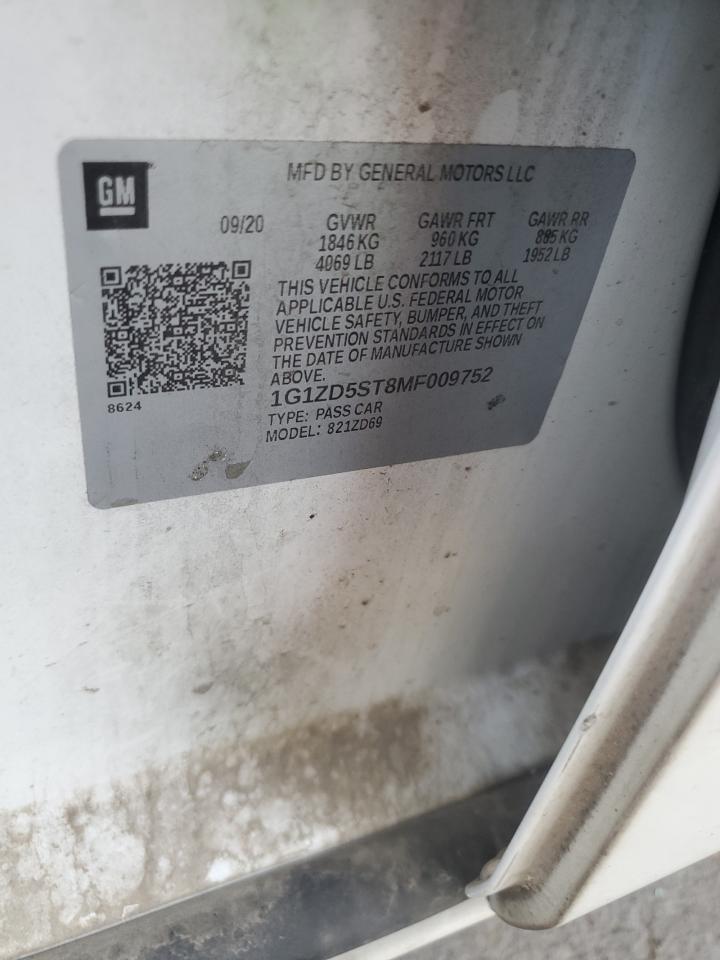 GM
MFD BY GENERAL MOTORS LLC
09/20 GVWR GAWR FRT GAWR RR
1846 KG 960 KG 885 KG
4069 LB 2117 LB 1952 LB
THIS VEHICLE CONFORMS TO ALL
APPLICABLE U.S. FEDERAL MOTOR
VEHICLE SAFETY, BUMPER, AND THEFT
PREVENTION STANDARDS IN EFFECT ON
THE DATE OF MANUFACTURE SHOWN
ABOVE.
1G1ZD5ST8MF009752
TYPE: PASS CAR
MODEL: 821ZD69
8624